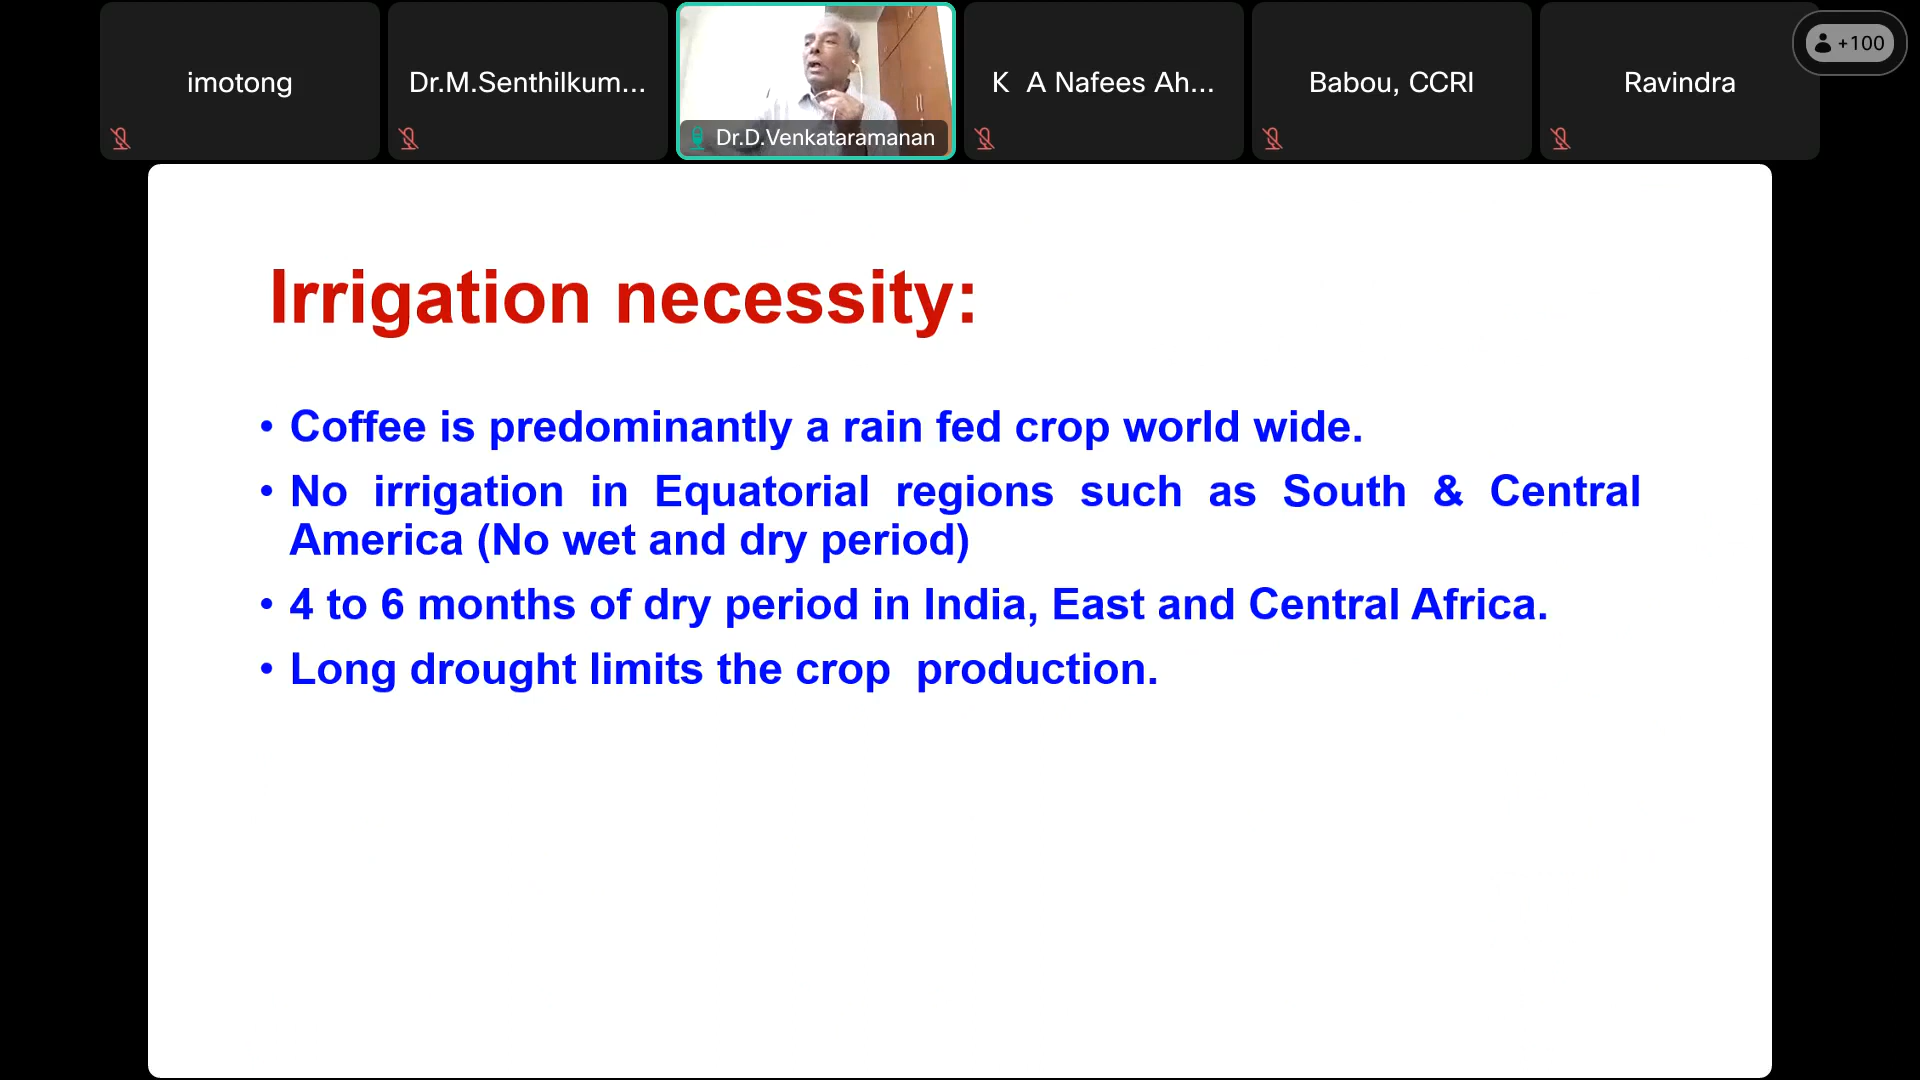 imotong
Dr.M.Senthilkum...
Dr.D.Venkataramanan
K A Nafees Ah...
Babou, CCRI
Ravindra
+100
Irrigation necessity:
• Coffee is predominantly a rain fed crop world wide.
• No irrigation in Equatorial regions such as South & Central
America (No wet and dry period)
• 4 to 6 months of dry period in India, East and Central Africa.
• Long drought limits the crop production.